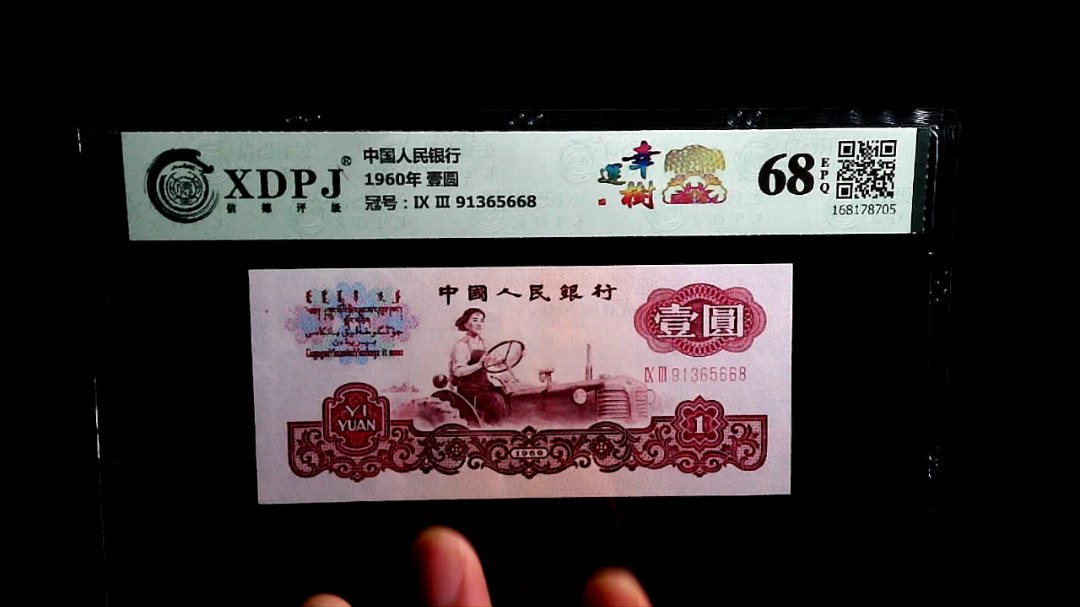 XDPJ®
信德评级
中国人民银行
1960年 壹圆
冠号：IX III 91365668
幸
運
樹
68
EPQ
168178705
中國人民銀行
壹圓
IX III 91365668
YI
YUAN
1
1960